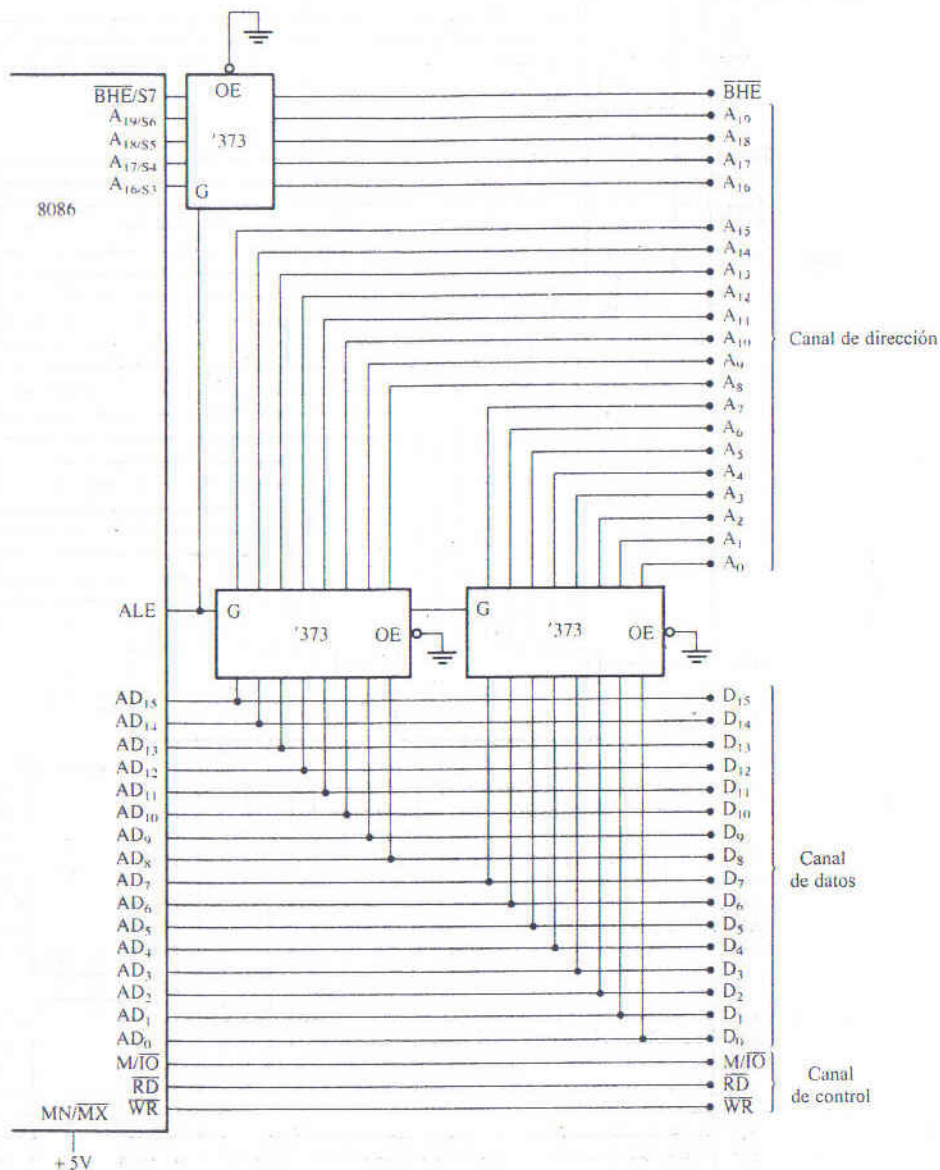 OE
BHE/S7
BHE
A19/S6
'373
A19
A18/S5
A18
A17/S4
A17
A16/S3
G
A16
8086
A15
A14
A13
A12
A11
A10
Canal de dirección
A9
A8
A7
A6
A5
A4
A3
A2
A1
A0
ALE
G
'373
OE
G
'373
OE
AD15
D15
AD14
D14
AD13
D13
AD12
D12
AD11
D11
AD10
D10
AD9
D9
AD8
D8
Canal
de datos
AD7
D7
AD6
D6
AD5
D5
AD4
D4
AD3
D3
AD2
D2
AD1
D1
AD0
D0
M/IO
M/IO
Canal
de control
RD
RD
MN/MX
WR
WR
+5V